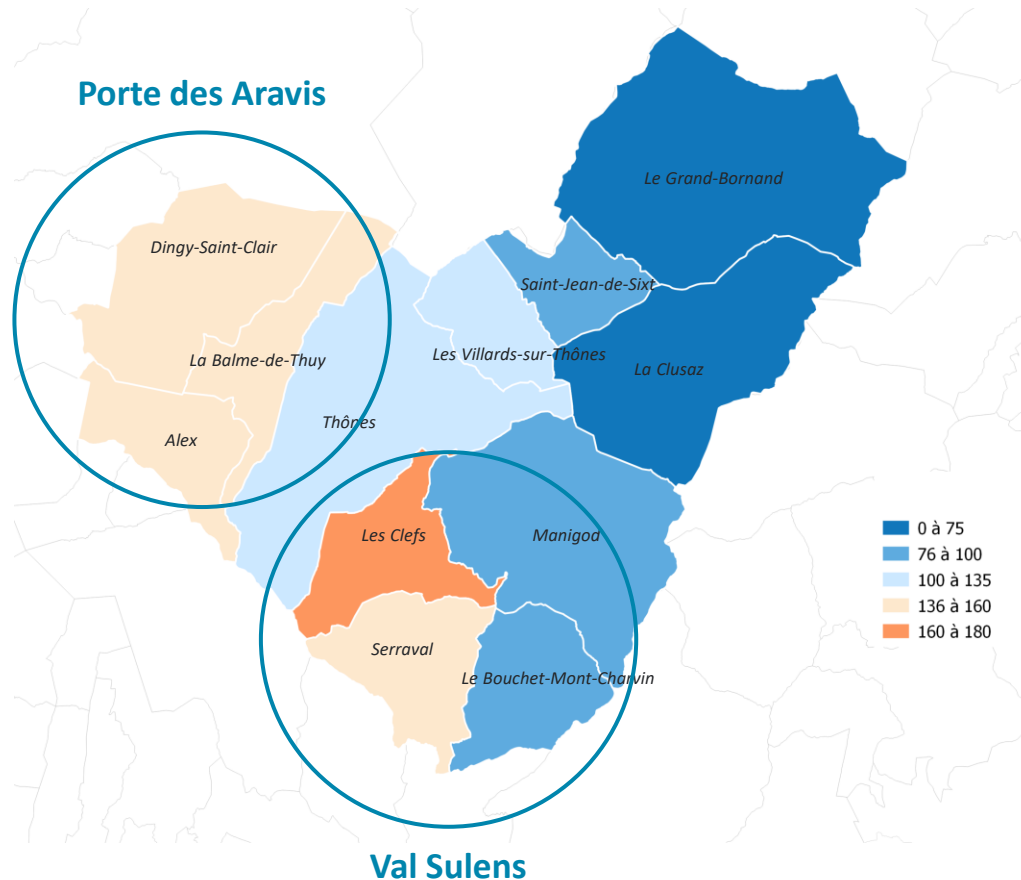 Porte des Aravis
Le Grand-Bornand
Dingy-Saint-Clair
Saint-Jean-de-Sixt
La Balme-de-Thuy
Les Villards-sur-Thônes
La Clusaz
Alex
Thônes
Les Clefs
Manigod
Serraval
Le Bouchet-Mont-Charvin
0 à 75
76 à 100
100 à 135
136 à 160
160 à 180
Val Sulens